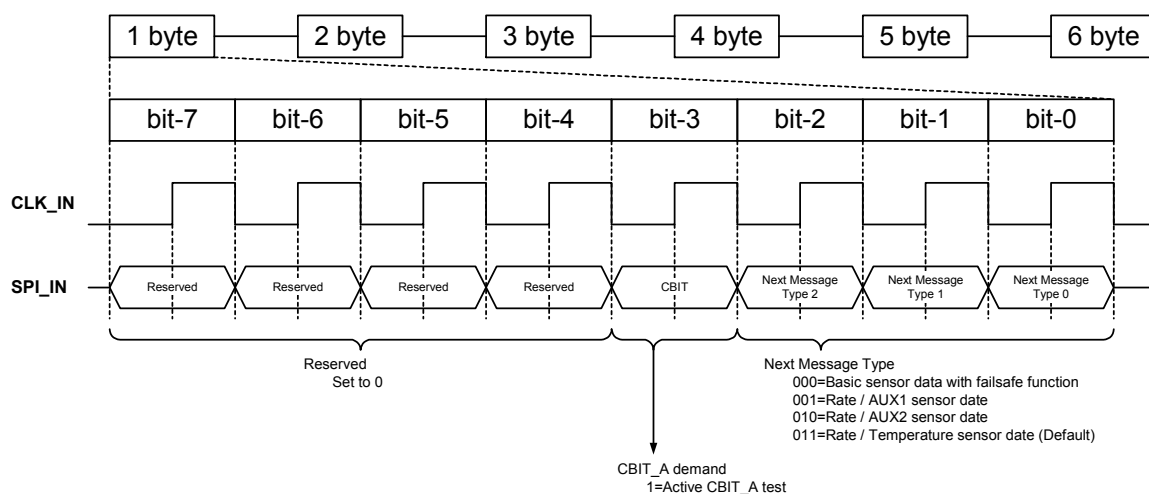 1 byte 2 byte 3 byte 4 byte 5 byte 6 byte
bit-7 bit-6 bit-5 bit-4 bit-3 bit-2 bit-1 bit-0
CLK_IN
SPI_IN Reserved Reserved Reserved Reserved CBIT Next Message Type 2 Next Message Type 1 Next Message Type 0
Reserved
Set to 0
Next Message Type
000=Basic sensor data with failsafe function
001=Rate / AUX1 sensor date
010=Rate / AUX2 sensor date
011=Rate / Temperature sensor date (Default)
CBIT_A demand
1=Active CBIT_A test